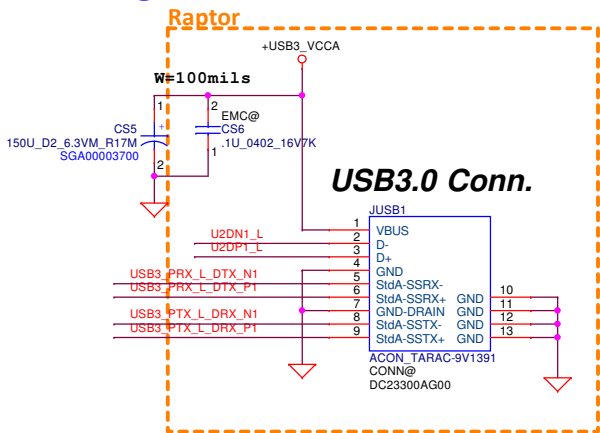 Raptor
+USB3_VCCA
W=100mils
1
2
EMC@
CS5
+
CS6
150U_D2_6.3VM_R17M
.1U_0402_16V7K
SGA00003700
1
2
USB3.0 Conn.
JUSB1
1 VBUS
U2DN1_L 2 D-
U2DP1_L 3 D+
4 GND
USB3_PRX_L_DTX_N1 5 StdA-SSRX-
USB3_PRX_L_DTX_P1 6 StdA-SSRX+ GND 10
7 GND-DRAIN GND 11
USB3_PTX_L_DRX_N1 8 StdA-SSTX- GND 12
USB3_PTX_L_DRX_P1 9 StdA-SSTX+ GND 13
ACON_TARAC-9V1391
CONN@
DC23300AG00